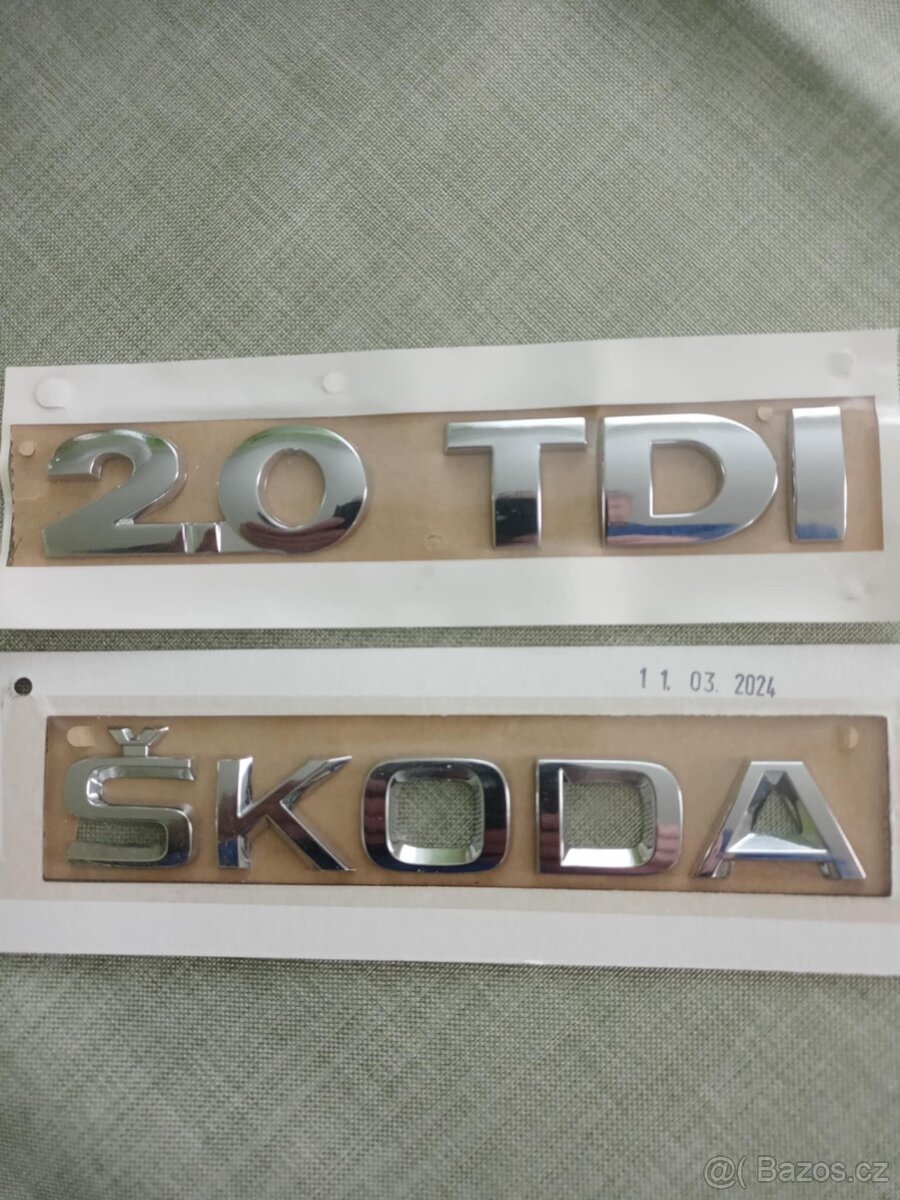 2.0 TDI
11. 03. 2024
ŠKODA
@( Bazos.cz